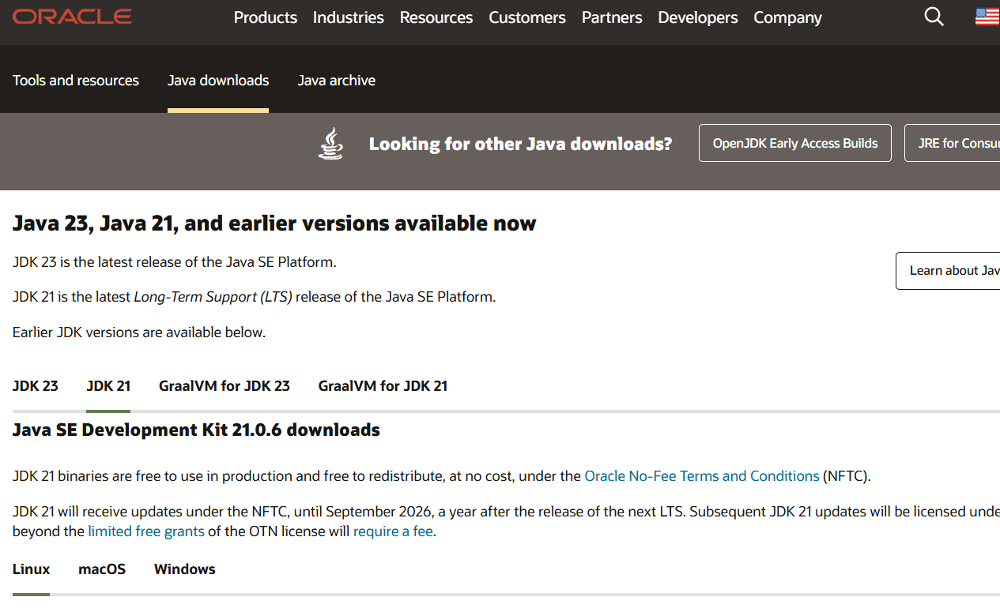 ORACLE Products Industries Resources Customers Partners Developers Company
Tools and resources Java downloads Java archive
Looking for other Java downloads? OpenJDK Early Access Builds JRE for Consu
Java 23, Java 21, and earlier versions available now
JDK 23 is the latest release of the Java SE Platform.
Learn about Jav
JDK 21 is the latest Long-Term Support (LTS) release of the Java SE Platform.
Earlier JDK versions are available below.
JDK 23 JDK 21 GraalVM for JDK 23 GraalVM for JDK 21
Java SE Development Kit 21.0.6 downloads
JDK 21 binaries are free to use in production and free to redistribute, at no cost, under the Oracle No-Fee Terms and Conditions (NFTC).
JDK 21 will receive updates under the NFTC, until September 2026, a year after the release of the next LTS. Subsequent JDK 21 updates will be licensed unde
beyond the limited free grants of the OTN license will require a fee.
Linux macOS Windows